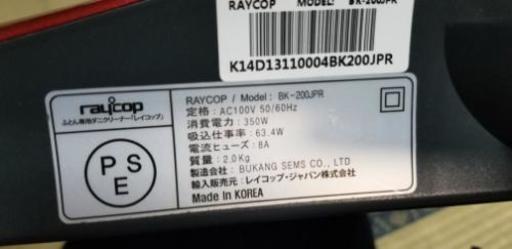 RAYCOP MODEL: BK-200JPR
K14D13110004BK200JPR
raycop
ふとん専用ダニクリーナー「レイコップ」
PSE
RAYCOP / Model : BK-200JPR
定格 : AC100V 50/60Hz
消費電力 : 350W
吸込仕事率 : 63.4W
電流ヒューズ : 8A
質量 : 2.0Kg
製造会社 : BUKANG SEMS CO., LTD
輸入販売元 : レイコップ・ジャパン株式会社
Made In KOREA